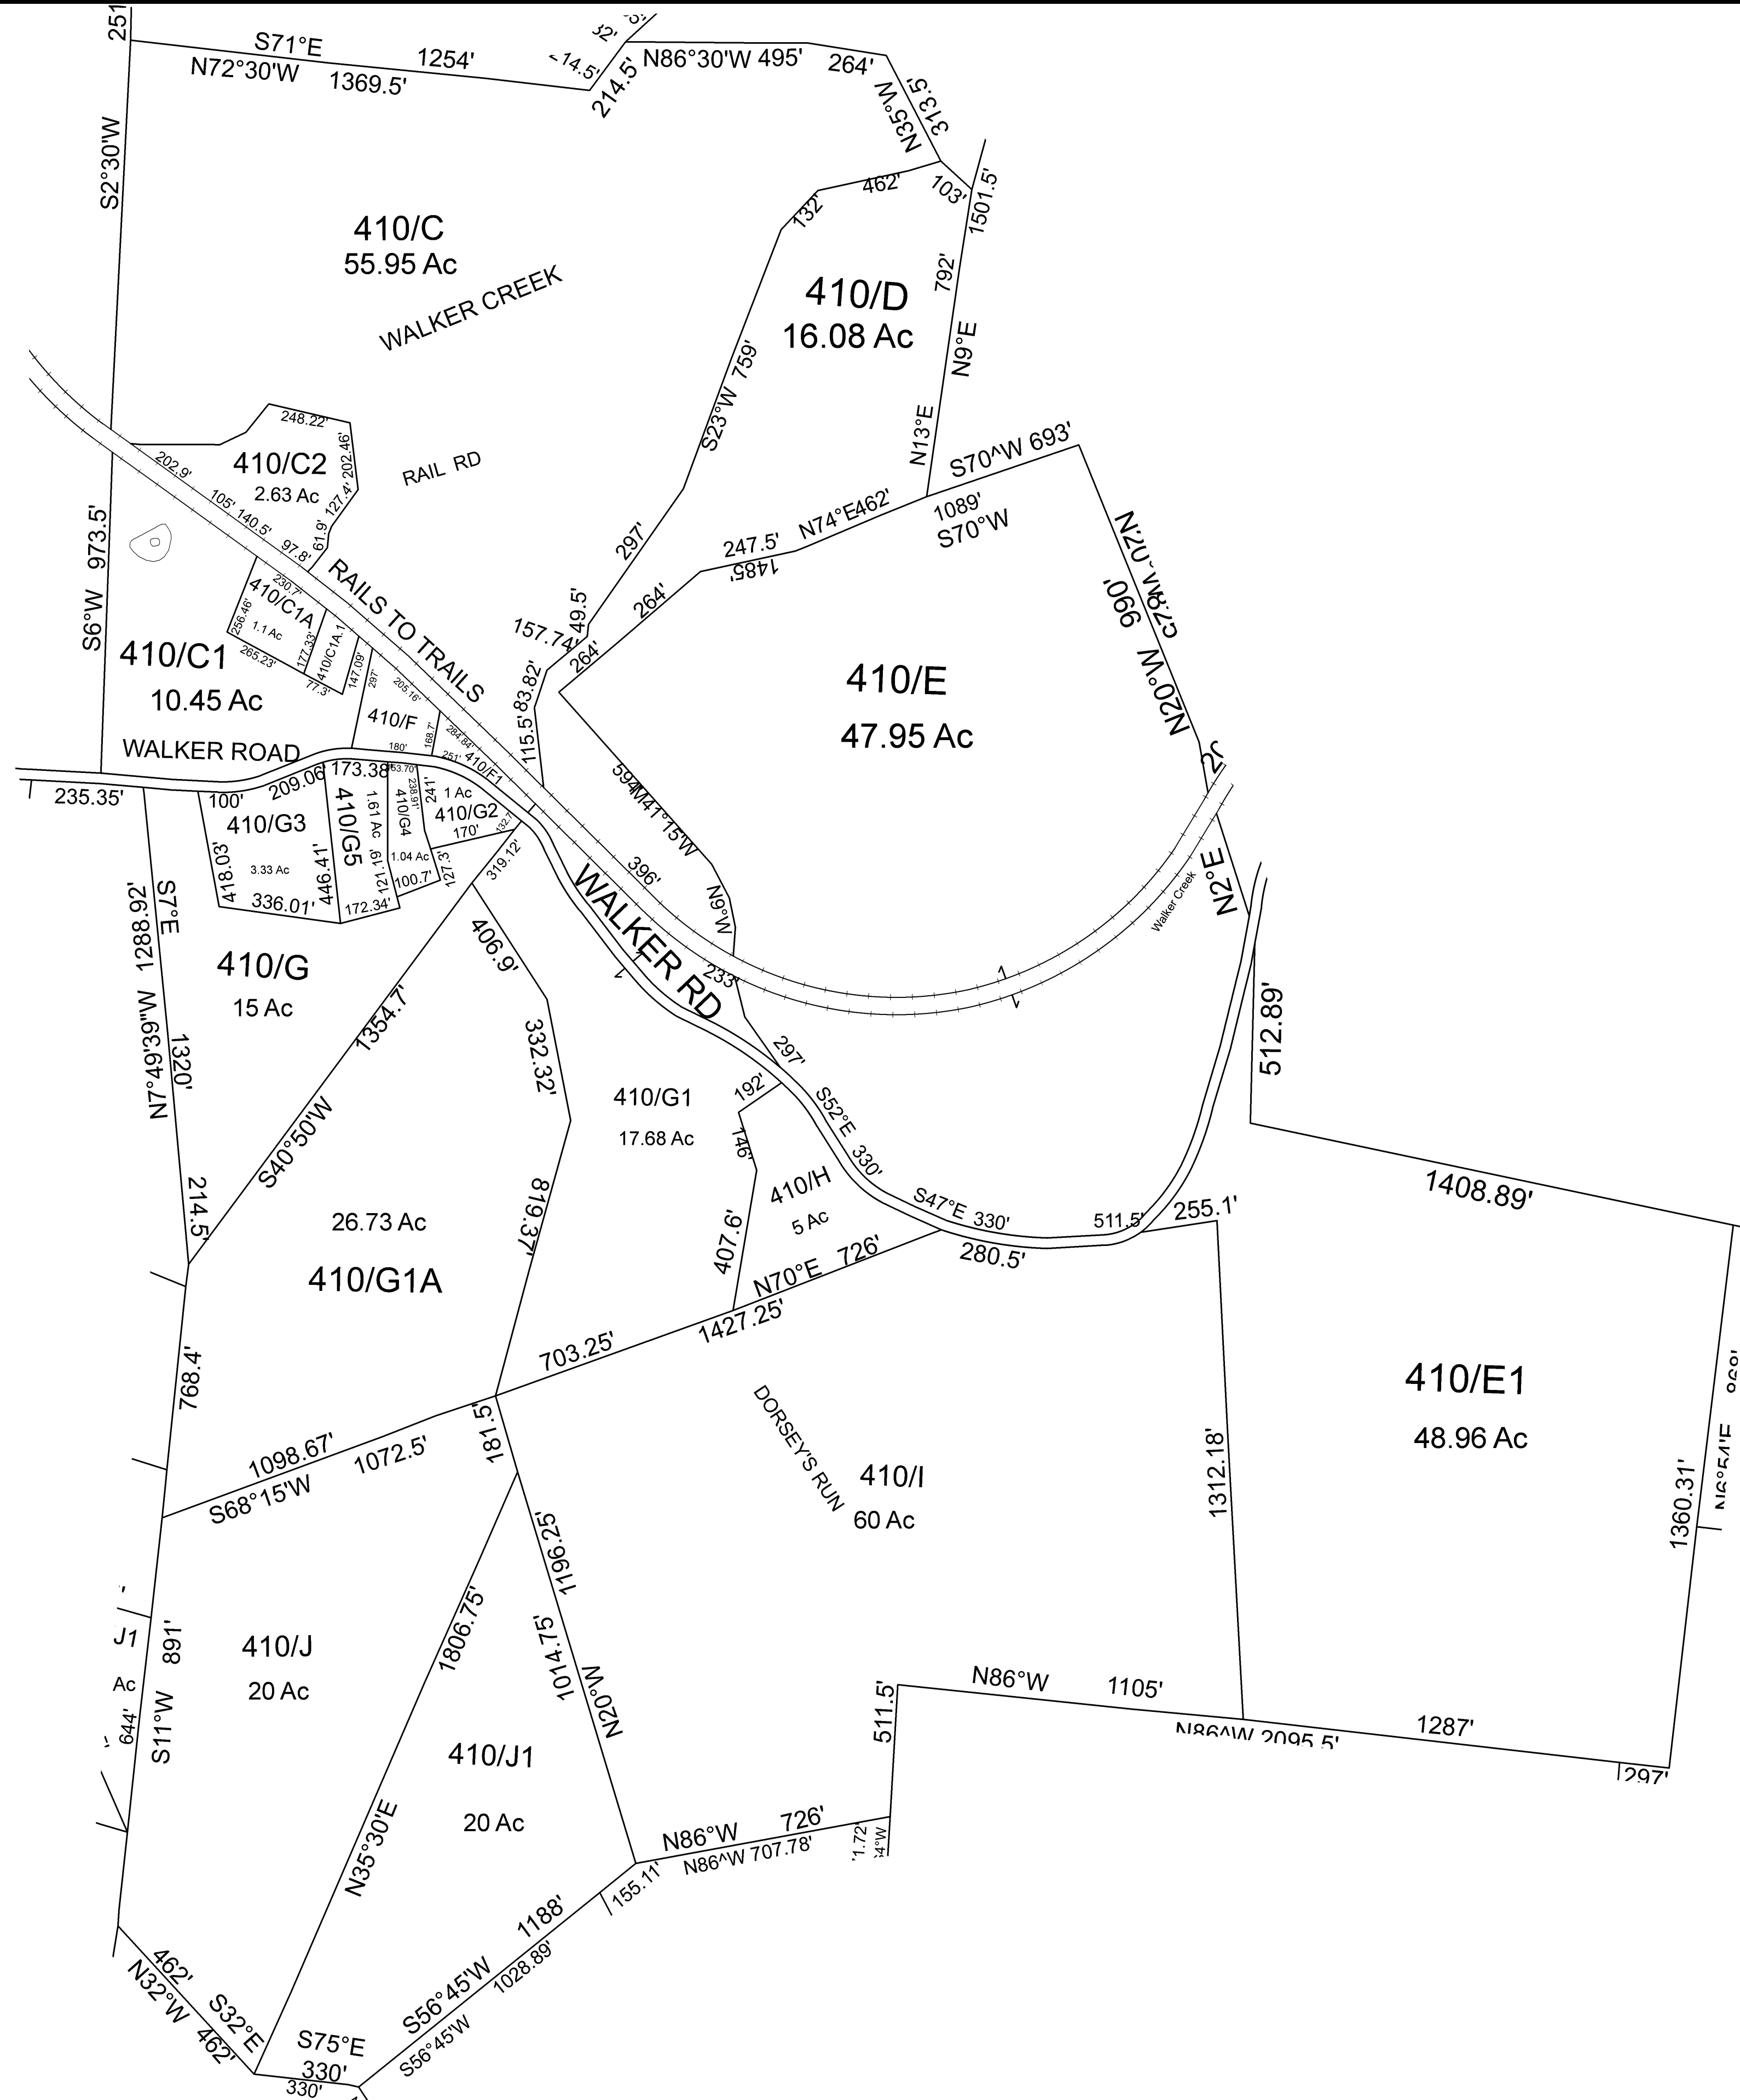 251
S71°E 1254'
N72°30'W 1369.5'
214.5'
N86°30'W 495' 264'
N35°W 313.5'
S2°30'W
410/C
55.95 Ac
WALKER CREEK
462'
103'
132'
1501.5'
792'
N9°E
N13°E
410/D
16.08 Ac
S23°W 759'
297'
49.5'
248.22'
202.46'
127.4'
61.9'
410/C2
2.63 Ac
202.9'
105'
140.5'
97.8'
RAIL RD
S70^W 693'
1089'
S70°W
N74°E 462'
247.5'
1485'
264'
264'
157.74'
83.82'
115.5'
S6°W 973.5'
RAILS TO TRAILS
230.7'
410/C1A
1.1 Ac
256.46'
265.23'
177.33'
410/C1A.1
77.3'
147.09'
410/C1
10.45 Ac
297'
205.16'
410/F
180'
168.7'
284.84'
251'
410/F1
990'
N20°W
410/E
47.95 Ac
594'
396'
N9°W
233'
297'
WALKER ROAD
235.35'
100'
209.06'
173.38'
53.70'
238.91'
241'
1 Ac
410/G2
170'
132.7'
410/G3
3.33 Ac
418.03'
336.01'
446.41'
410/G5
1.61 Ac
121.19'
172.34'
410/G4
1.04 Ac
100.7'
127.3'
319.12'
WALKER RD
Walker Creek
N2°E
512.89'
S7°E
1288.92'
N7°49'39"W
1320'
214.5'
410/G
15 Ac
1354.7'
S40°50'W
406.9'
332.32'
819.37'
410/G1
17.68 Ac
192'
146'
407.6'
410/H
5 Ac
S52°E 330'
S47°E 330'
511.5'
280.5'
255.1'
1408.89'
26.73 Ac
410/G1A
N70°E 726'
1427.25'
703.25'
768.4'
1098.67'
1072.5'
S68°15'W
181.5'
DORSEY'S RUN
410/I
60 Ac
1312.18'
410/E1
48.96 Ac
1360.31'
N6°54'E
1196.25'
1014.75'
N20°W
1806.75'
N35°30'E
J1
Ac
644'
891'
S11°W
410/J
20 Ac
410/J1
20 Ac
N86°W 1105'
N86^W 2095.5'
1287'
297'
511.5'
N86°W 726'
N86^W 707.78'
155.11'
1188'
1028.89'
S56°45'W
S56°45'W
462'
N32°W 462'
S32°E
S75°E
330'
330'